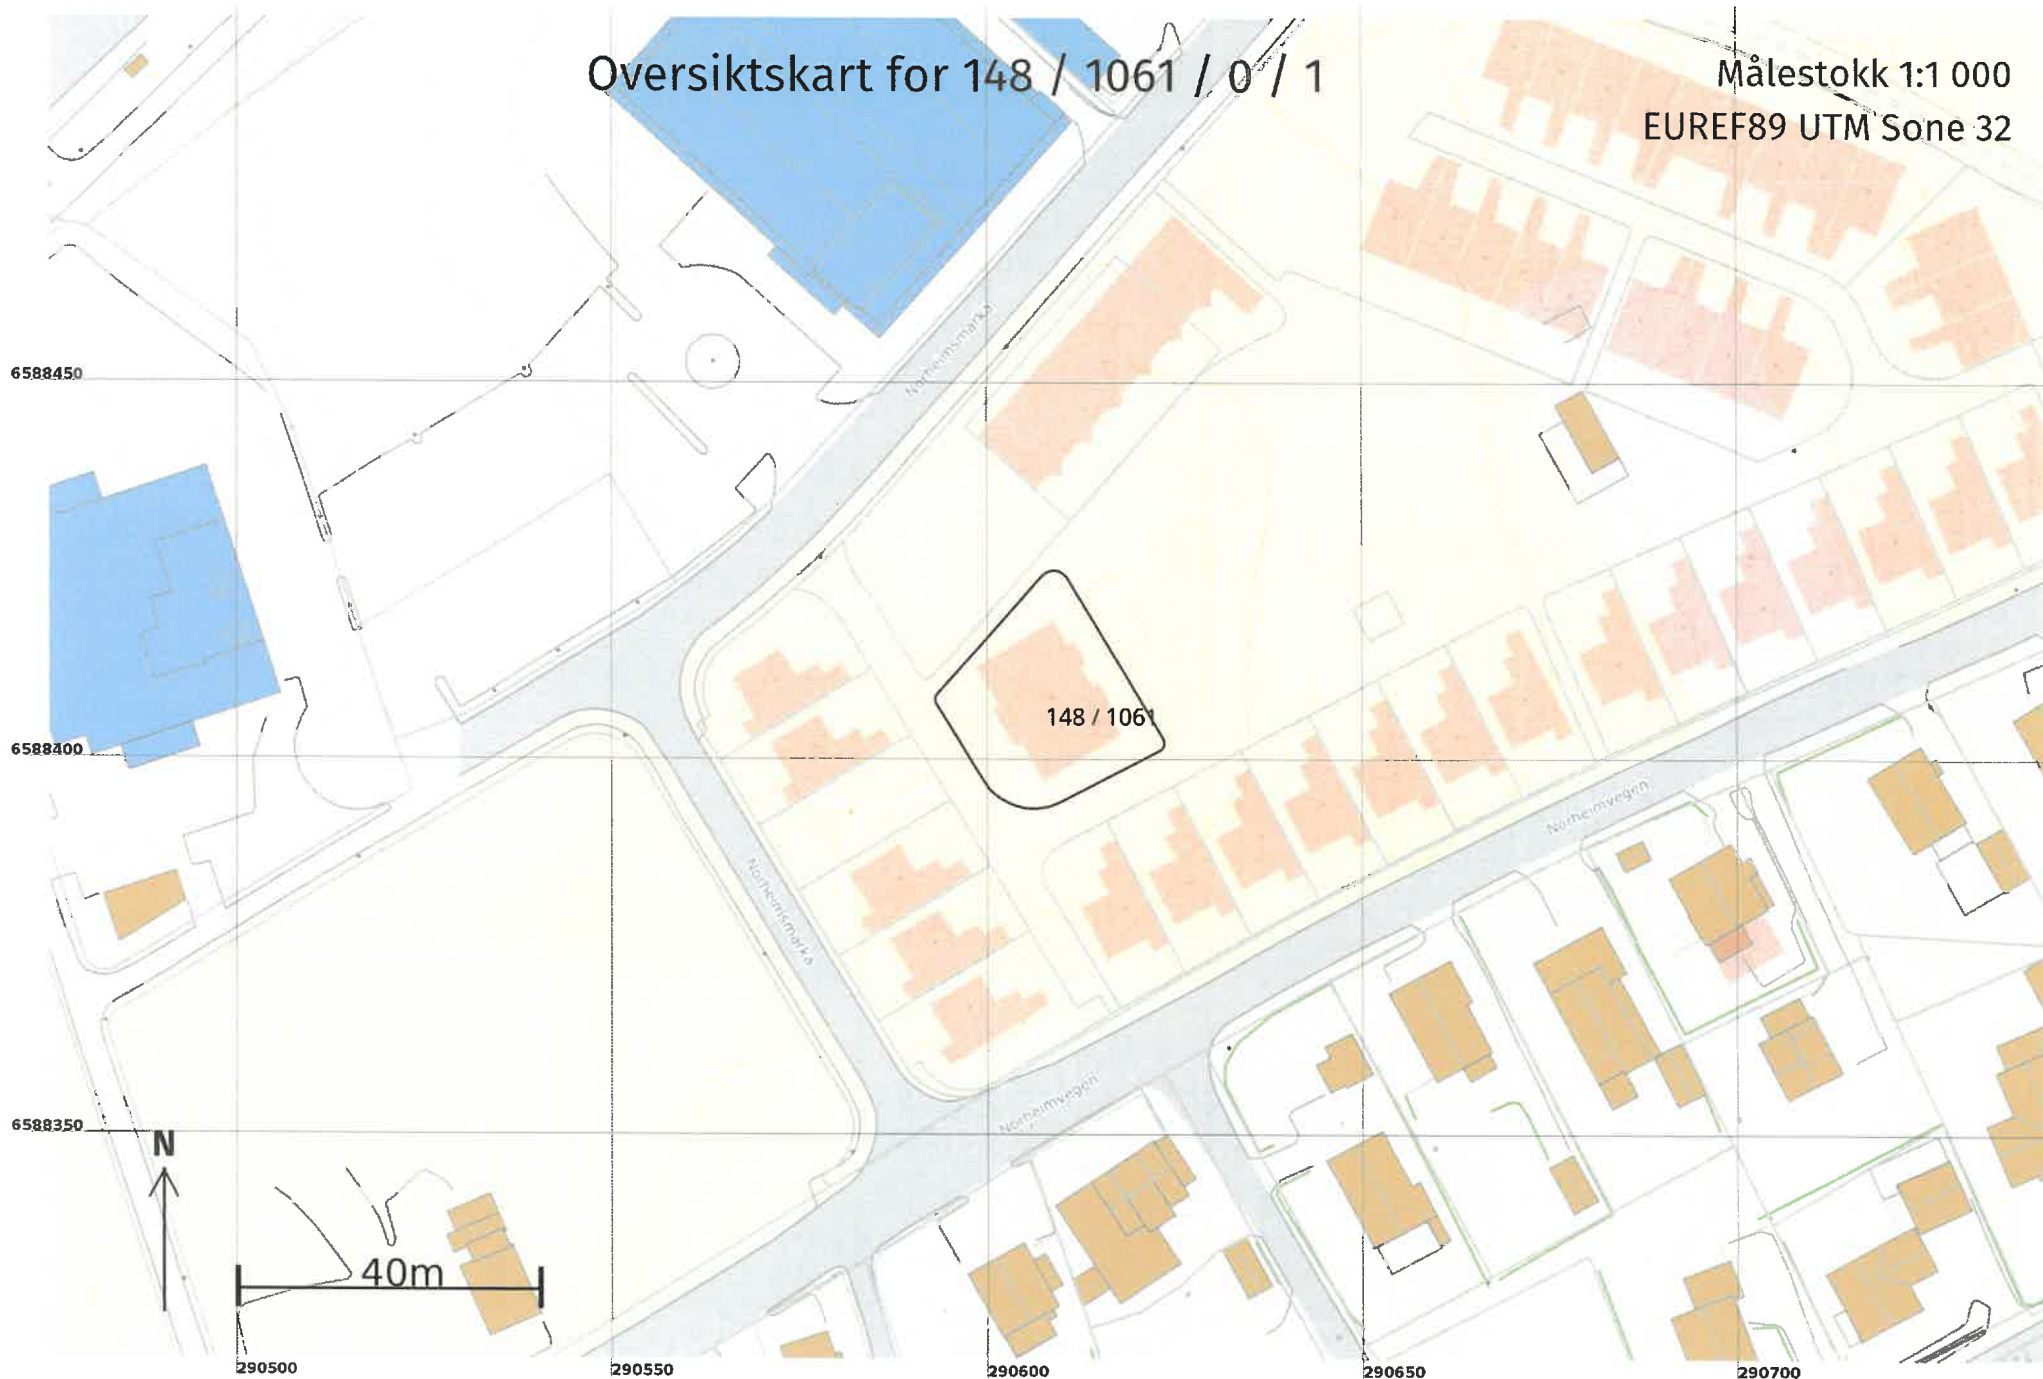 Oversiktskart for 148 / 1061 / 0 / 1
Målestokk 1:1 000
EUREF89 UTM Sone 32
Norheimsmarka
6588450
148 / 1061
6588400
Norheimvegen
Norheimsmarka
Norheimvegen
6588350
N
40m
290500
290550
290600
290650
290700